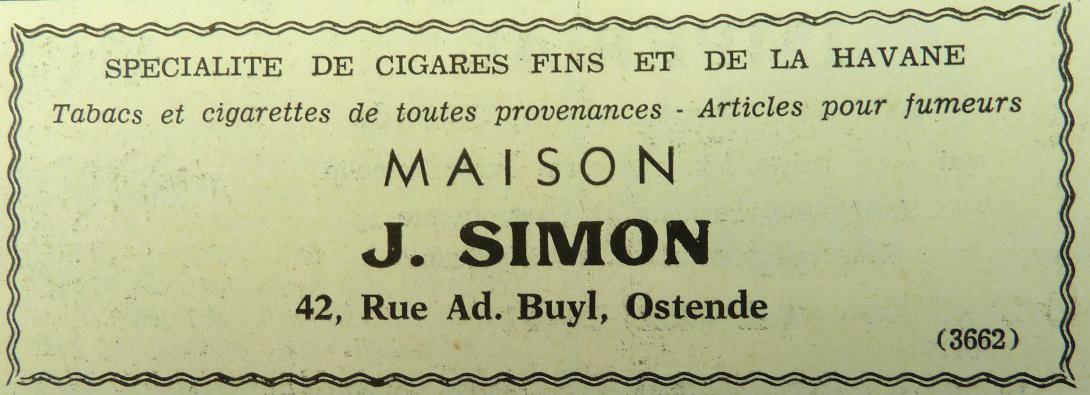 SPECIALITE DE CIGARES FINS ET DE LA HAVANE
Tabacs et cigarettes de toutes provenances - Articles pour fumeurs
MAISON
J. SIMON
42, Rue Ad. Buyl, Ostende
(3662)